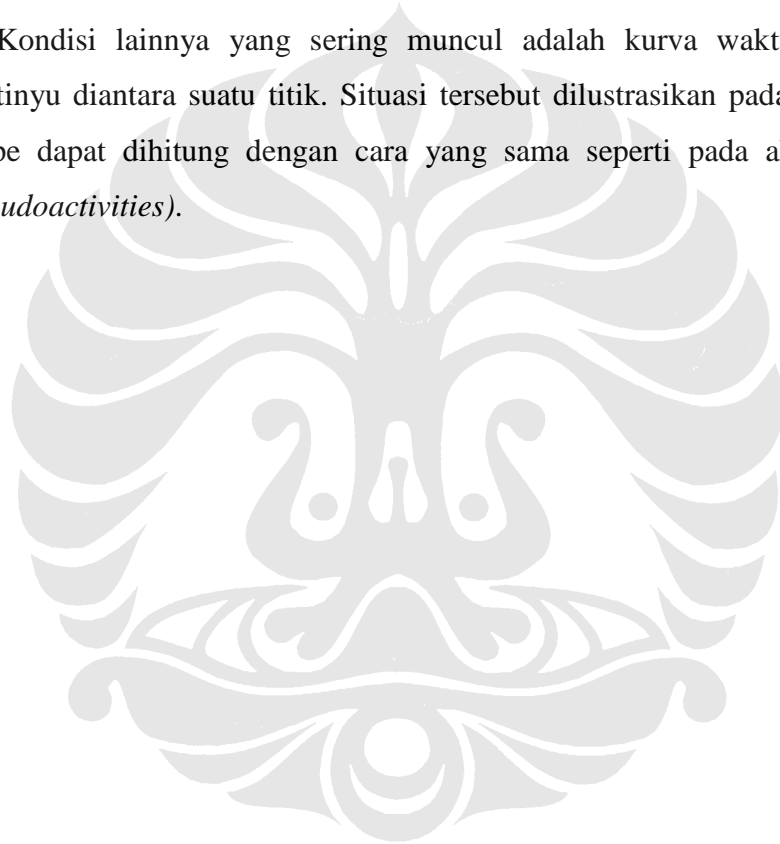 Kondisi lainnya yang sering muncul adalah kurva wakt
tinyu diantara suatu titik. Situasi tersebut dilustrasikan pada
pe dapat dihitung dengan cara yang sama seperti pada a
udoactivities).